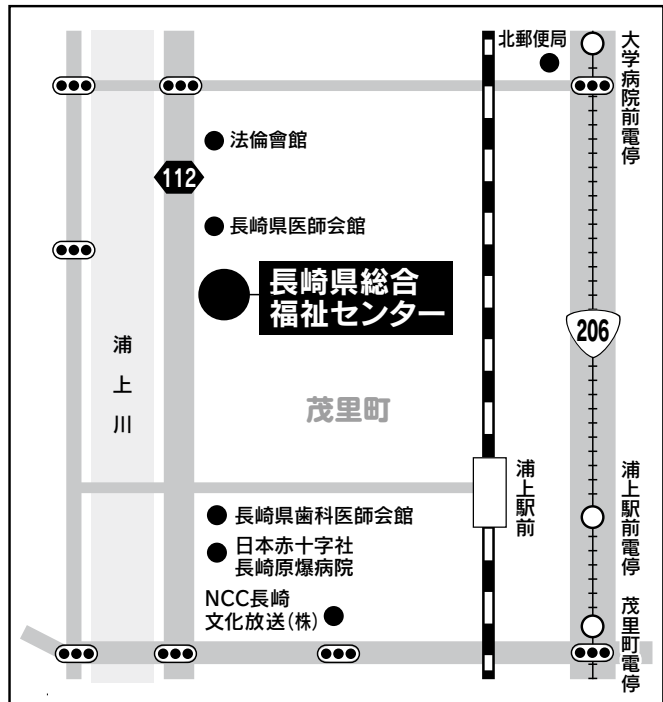 北郵便局
大学病院前電停
法倫會館
112
長崎県医師会館
長崎県総合
福祉センター
206
浦上川
茂里町
浦上駅前
浦上駅前電停
長崎県歯科医師会館
日本赤十字社
長崎原爆病院
NCC長崎
文化放送(株)
茂里町電停